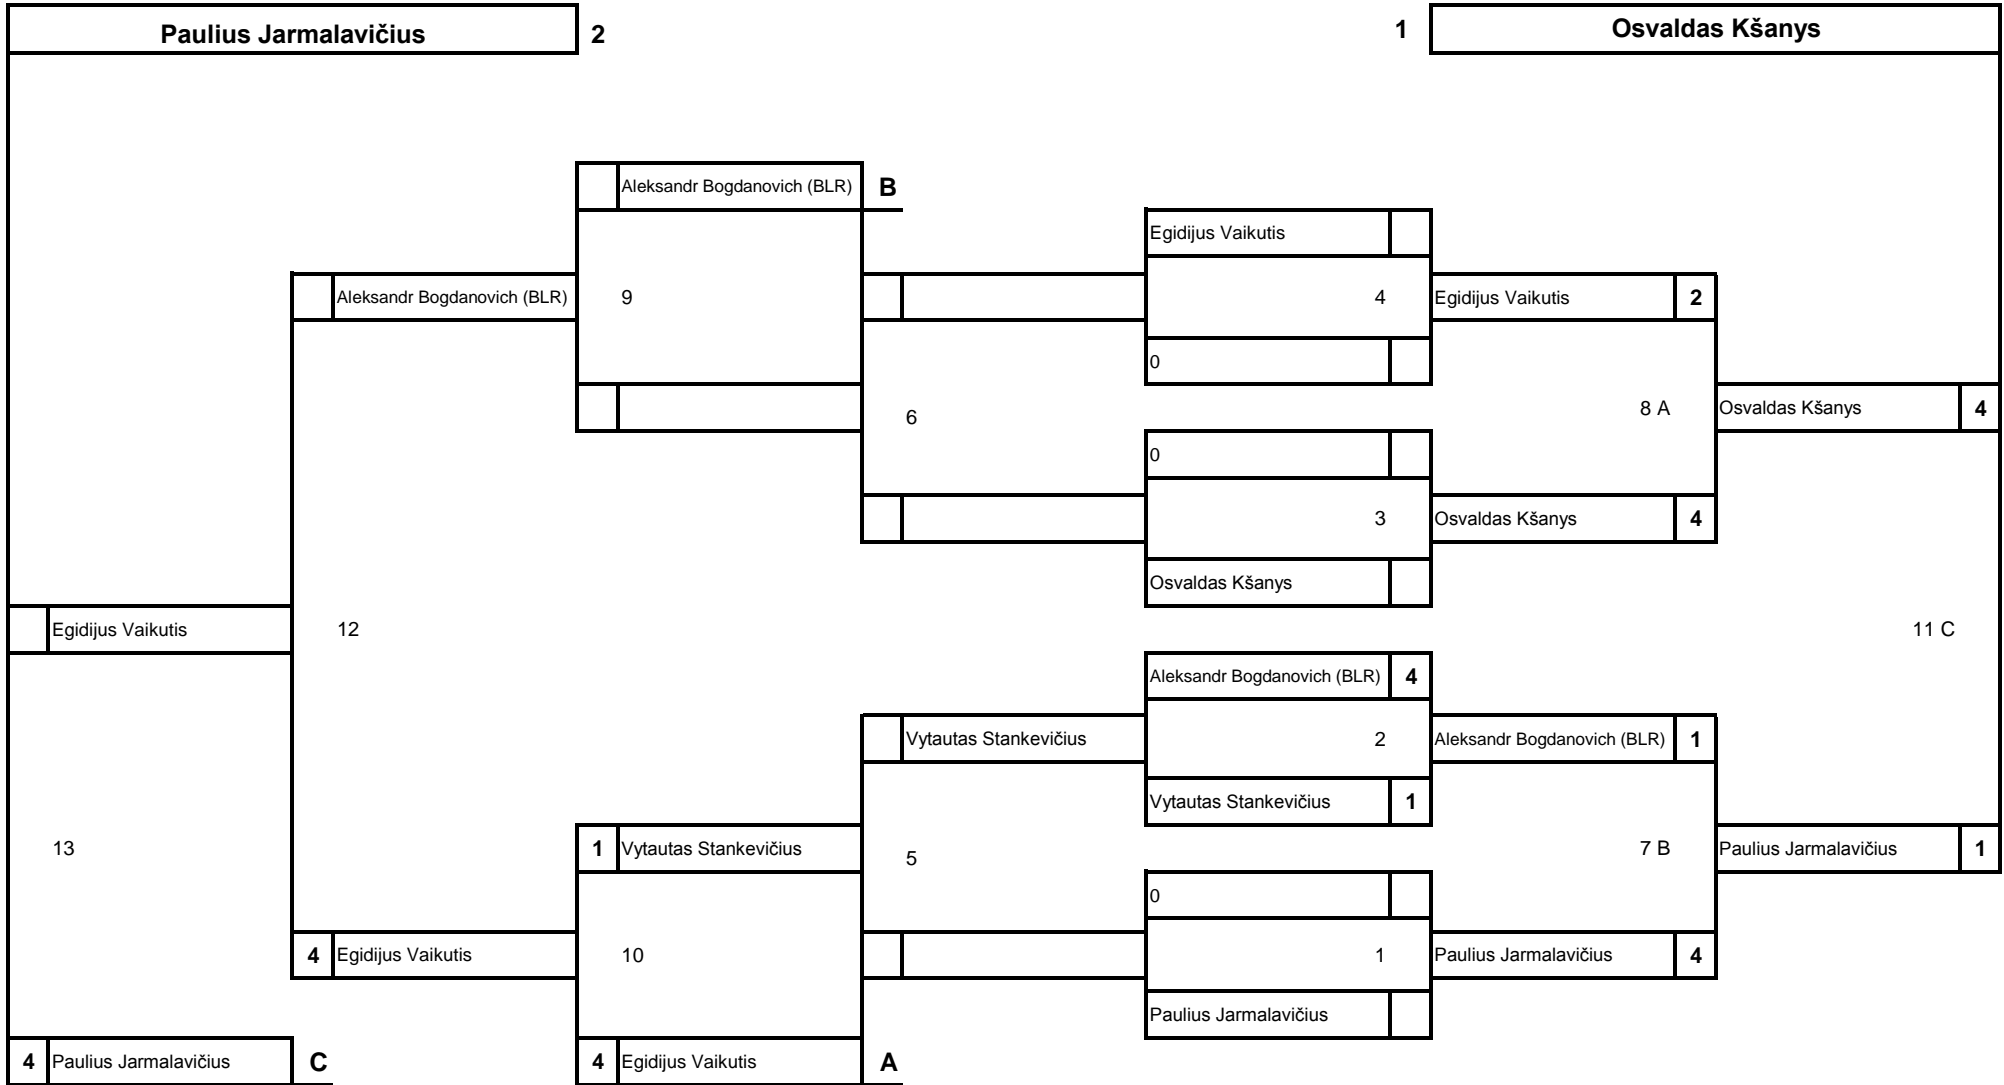 Paulius Jarmalavičius 2 1 Osvaldas Kšanys
Aleksandr Bogdanovich (BLR) B
Egidijus Vaikutis
Aleksandr Bogdanovich (BLR) 9 4 Egidijus Vaikutis 2
0
6 8 A Osvaldas Kšanys 4
0
3 Osvaldas Kšanys 4
Osvaldas Kšanys
Egidijus Vaikutis 12 11 C
Aleksandr Bogdanovich (BLR) 4
Vytautas Stankevičius 2 Aleksandr Bogdanovich (BLR) 1
Vytautas Stankevičius 1
13 1 Vytautas Stankevičius 5 7 B Paulius Jarmalavičius 1
0
4 Egidijus Vaikutis 10 1 Paulius Jarmalavičius 4
Paulius Jarmalavičius
4 Paulius Jarmalavičius C 4 Egidijus Vaikutis A